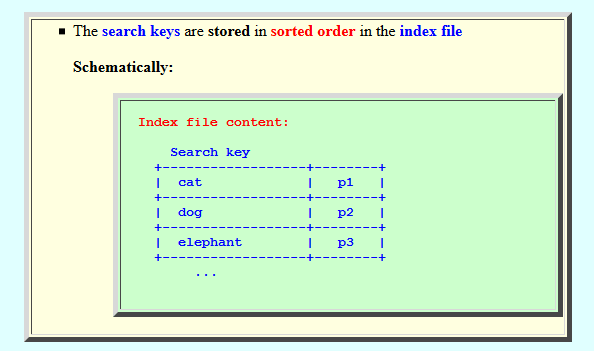 ▪ The search keys are stored in sorted order in the index file
Schematically:
Index file content:
Search key
+------------------+--------+
|  cat             |   p1   |
+------------------+--------+
|  dog             |   p2   |
+------------------+--------+
|  elephant        |   p3   |
+------------------+--------+
...